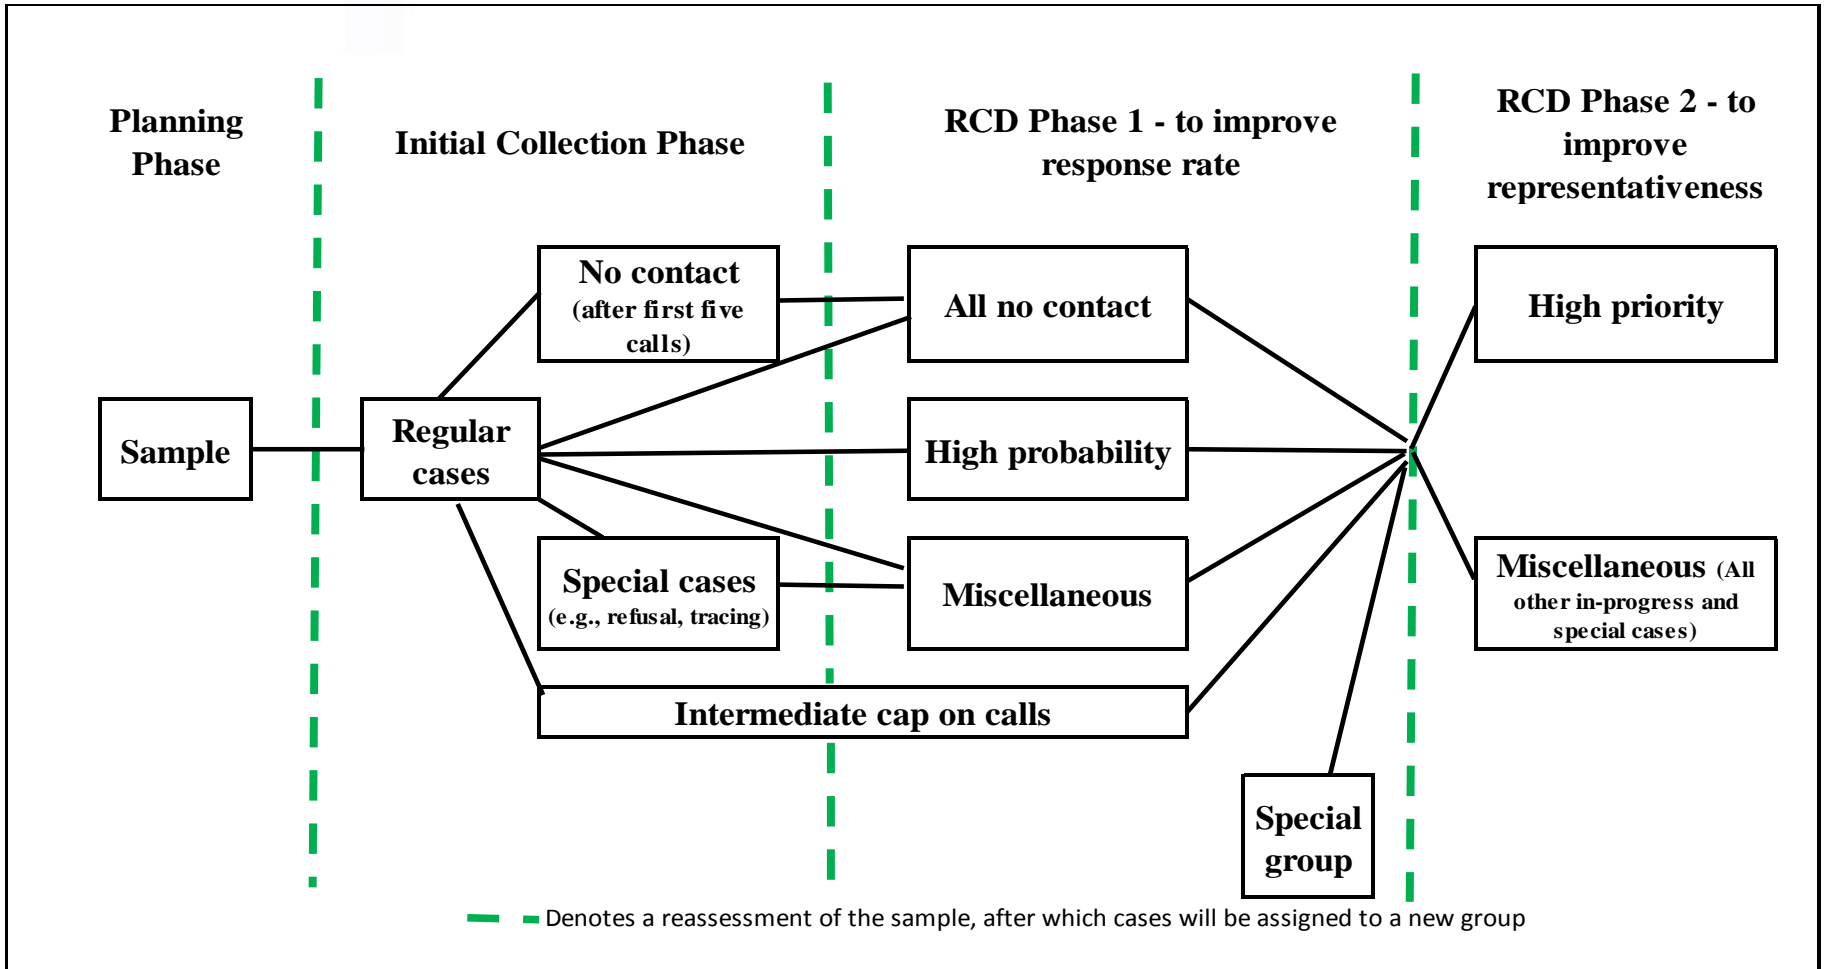 Planning
Phase
Initial Collection Phase
RCD Phase 1 - to improve
response rate
RCD Phase 2 - to
improve
representativeness
No contact
(after first five
calls)
All no contact
High priority
Sample
Regular
cases
High probability
Special cases
(e.g., refusal, tracing)
Miscellaneous
Miscellaneous (All
other in-progress and
special cases)
Intermediate cap on calls
Special
group
Denotes a reassessment of the sample, after which cases will be assigned to a new group